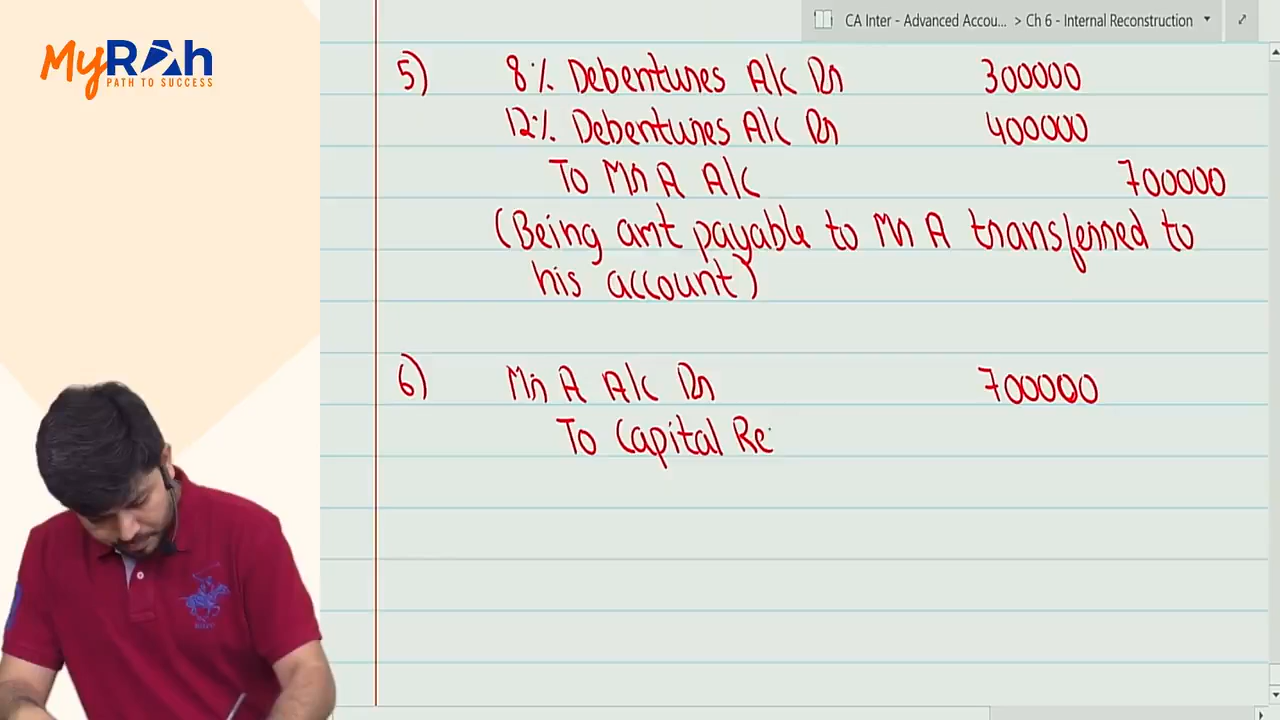 CA Inter - Advanced Accou... > Ch 6 - Internal Reconstruction
MyRAh
PATH TO SUCCESS
5) 8% Debentures A/c Dr 300000
12% Debentures A/c Dr 400000
To Mr A A/c 700000
(Being amt payable to Mr A transferred to
his account)
6) Mr A A/c Dr 700000
To Capital Re